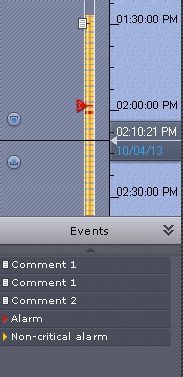 01:30:00 PM
02:00:00 PM
02:10:21 PM
10/04/13
02:30:00 PM
Events
Comment 1
Comment 1
Comment 2
Alarm
Non-critical alarm